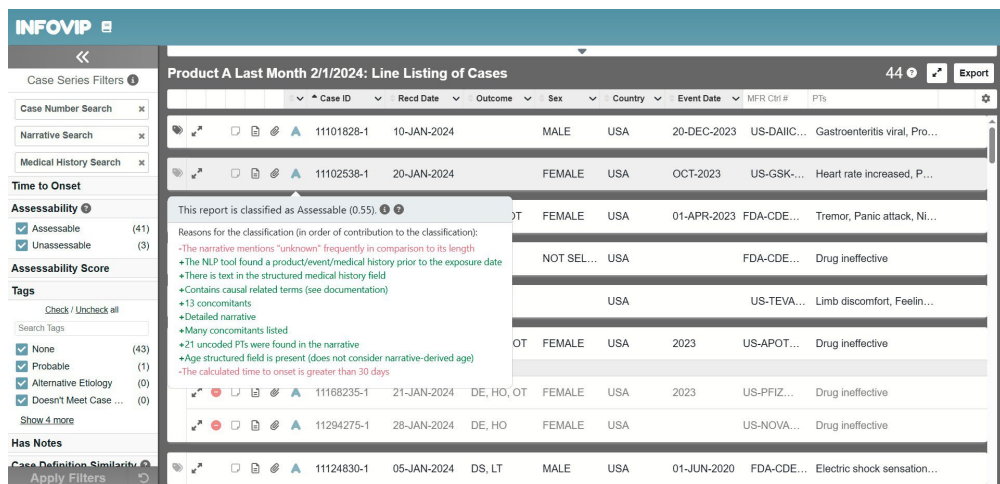 INFOVIP
Case Series Filters
Case Number Search ×
Narrative Search ×
Medical History Search ×
Time to Onset
Assessability
Assessable (41)
Unassessable (3)
Assessability Score
Tags
Check / Uncheck all
Search Tags
None (43)
Probable (1)
Alternative Etiology (0)
Doesn't Meet Case ... (0)
Show 4 more
Has Notes
Case Definition Similarity
Apply Filters
Product A Last Month 2/1/2024: Line Listing of Cases 44 Export
Case ID Recd Date Outcome Sex Country Event Date MFR Ctrl # PTs
A 11101828-1 10-JAN-2024 MALE USA 20-DEC-2023 US-DAIIC... Gastroenteritis viral, Pro...
A 11102538-1 20-JAN-2024 FEMALE USA OCT-2023 US-GSK-... Heart rate increased, P...
This report is classified as Assessable (0.55).
Reasons for the classification (in order of contribution to the classification):
-The narrative mentions "unknown" frequently in comparison to its length
+The NLP tool found a product/event/medical history prior to the exposure date
+There is text in the structured medical history field
+Contains causal related terms (see documentation)
+13 concomitants
+Detailed narrative
+Many concomitants listed
+21 uncoded PTs were found in the narrative
+Age structured field is present (does not consider narrative-derived age)
-The calculated time to onset is greater than 30 days
OT FEMALE USA 01-APR-2023 FDA-CDE... Tremor, Panic attack, Ni...
NOT SEL... USA FDA-CDE... Drug ineffective
USA US-TEVA... Limb discomfort, Feelin...
OT FEMALE USA 2023 US-APOT... Drug ineffective
A 11168235-1 21-JAN-2024 DE, HO, OT FEMALE USA 2023 US-PFIZ... Drug ineffective
A 11294275-1 28-JAN-2024 DE, HO FEMALE USA US-NOVA... Drug ineffective
A 11124830-1 05-JAN-2024 DS, LT MALE USA 01-JUN-2020 FDA-CDE... Electric shock sensation...